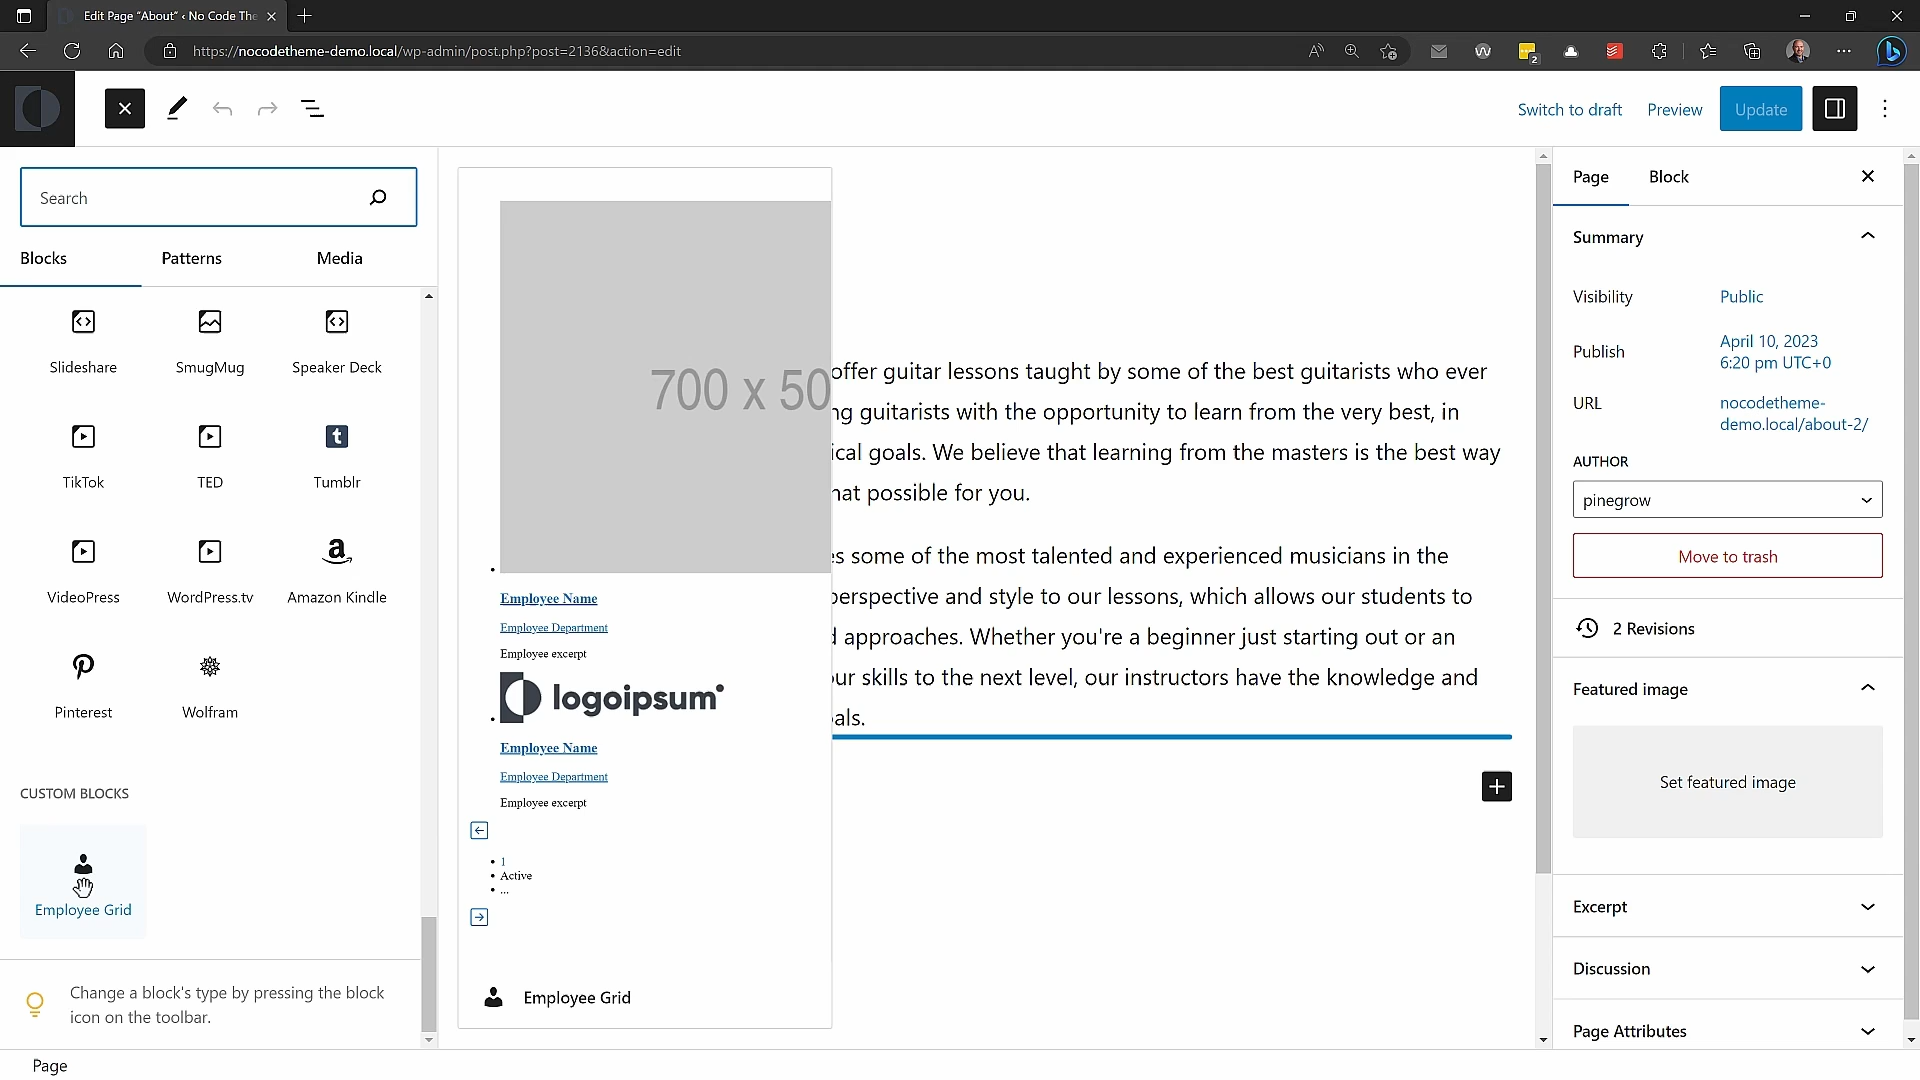 Edit Page “About” ‹ No Code The
https://nocodetheme-demo.local/wp-admin/post.php?post=2136&action=edit
2
Switch to draft
Preview
Update
Search
Blocks
Patterns
Media
Slideshare
SmugMug
Speaker Deck
TikTok
TED
Tumblr
VideoPress
WordPress.tv
Amazon Kindle
Pinterest
Wolfram
CUSTOM BLOCKS
Employee Grid
Change a block's type by pressing the block
icon on the toolbar.
700 x 50
Employee Name
Employee Department
Employee excerpt
logoipsum
Employee Name
Employee Department
Employee excerpt
1
Active
...
Employee Grid
offer guitar lessons taught by some of the best guitarists who ever
ng guitarists with the opportunity to learn from the very best, in
ical goals. We believe that learning from the masters is the best way
hat possible for you.
es some of the most talented and experienced musicians in the
perspective and style to our lessons, which allows our students to
d approaches. Whether you're a beginner just starting out or an
our skills to the next level, our instructors have the knowledge and
als.
Page
Block
Summary
Visibility
Public
Publish
April 10, 2023
6:20 pm UTC+0
URL
nocodetheme-
demo.local/about-2/
AUTHOR
pinegrow
Move to trash
2 Revisions
Featured image
Set featured image
Excerpt
Discussion
Page Attributes
Page